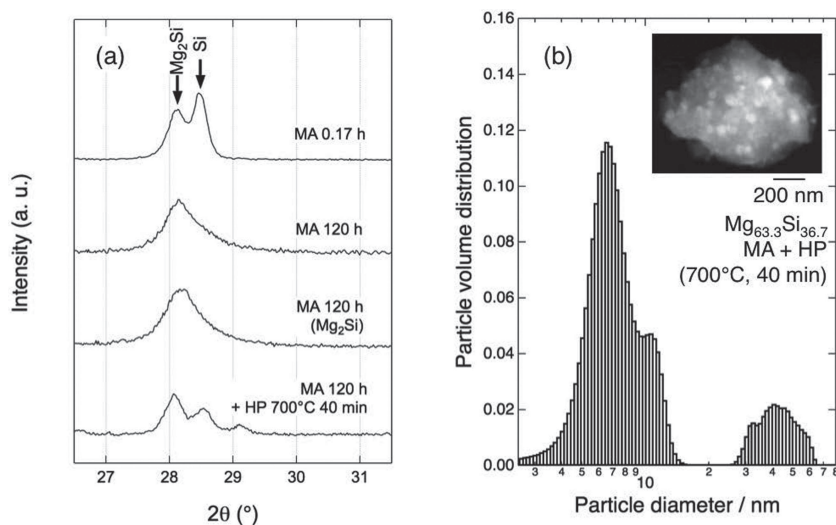 (a)
Mg₂Si
Si
MA 0.17 h
MA 120 h
MA 120 h
(Mg₂Si)
MA 120 h
+ HP 700°C 40 min
Intensity (a. u.)
27 28 29 30 31
2θ (°)
(b)
0.16
0.14
0.12
0.10
0.08
0.06
0.04
0.02
0.00
Particle volume distribution
200 nm
Mg₆₃.₃Si₃₆.₇
MA + HP
(700°C, 40 min)
3 4 5 6 7 8 9 2 3 4 5 6 7 8
10
Particle diameter / nm